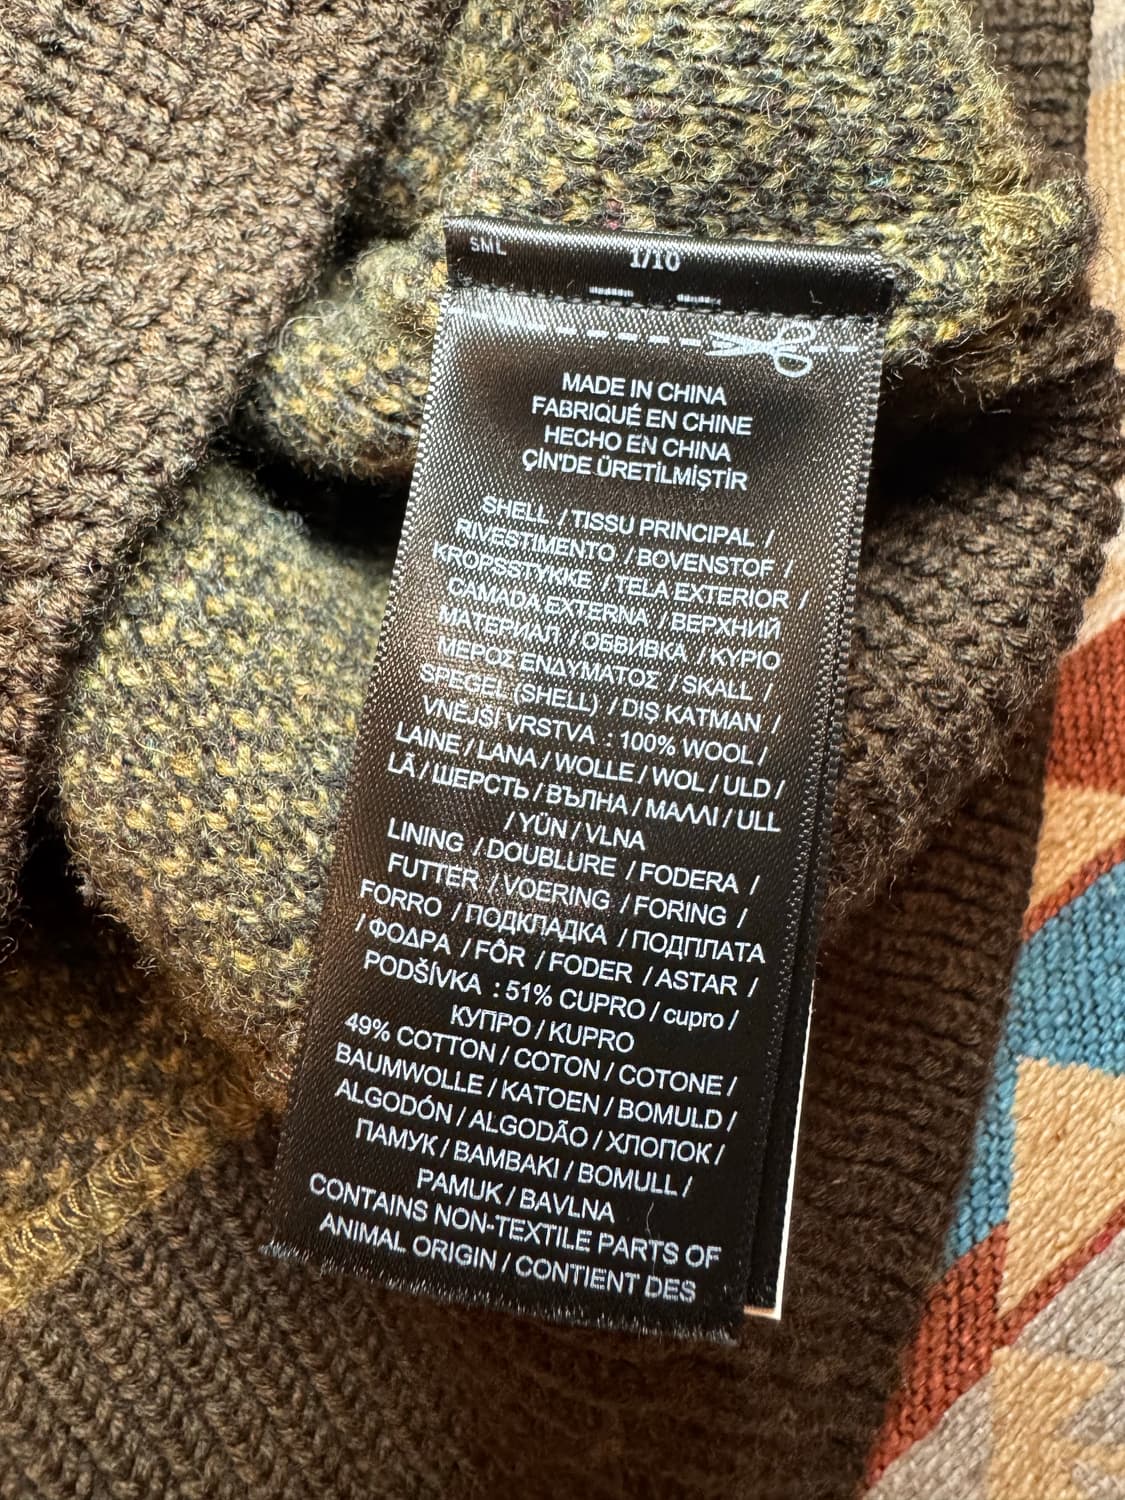 SML 1/10
MADE IN CHINA
FABRIQUÉ EN CHINE
HECHO EN CHINA
ÇİN'DE ÜRETİLMİŞTİR
SHELL / TISSU PRINCIPAL /
RIVESTIMENTO / BOVENSTOF /
KROPSSTYKKE / TELA EXTERIOR /
CAMADA EXTERNA / ВЕРХНИЙ
МАТЕРИАЛ / ОБВИВКА / ΚΥΡΙΟ
ΜΕΡΟΣ ΕΝΔΥΜΑΤΟΣ / SKALL /
SPEGEL (SHELL) / DIŞ KATMAN /
VNĚJŠÍ VRSTVA : 100% WOOL /
LAINE / LANA / WOLLE / WOL / ULD /
LÃ / ШЕРСТЬ / ВЪЛНА / ΜΑΛΛΙ / ULL
/ YÜN / VLNA
LINING / DOUBLURE / FODERA /
FUTTER / VOERING / FORING /
FORRO / ПОДКЛАДКА / ПОДПЛАТА
/ ΦΟΔΡΑ / FÔR / FODER / ASTAR /
PODŠÍVKA : 51% CUPRO / cupro /
КУПРО / KUPRO
49% COTTON / COTON / COTONE /
BAUMWOLLE / KATOEN / BOMULD /
ALGODÓN / ALGODÃO / ХЛОПОК /
ПАМУК / ΒΑΜΒΑΚΙ / BOMULL /
PAMUK / BAVLNA
CONTAINS NON-TEXTILE PARTS OF
ANIMAL ORIGIN / CONTIENT DES